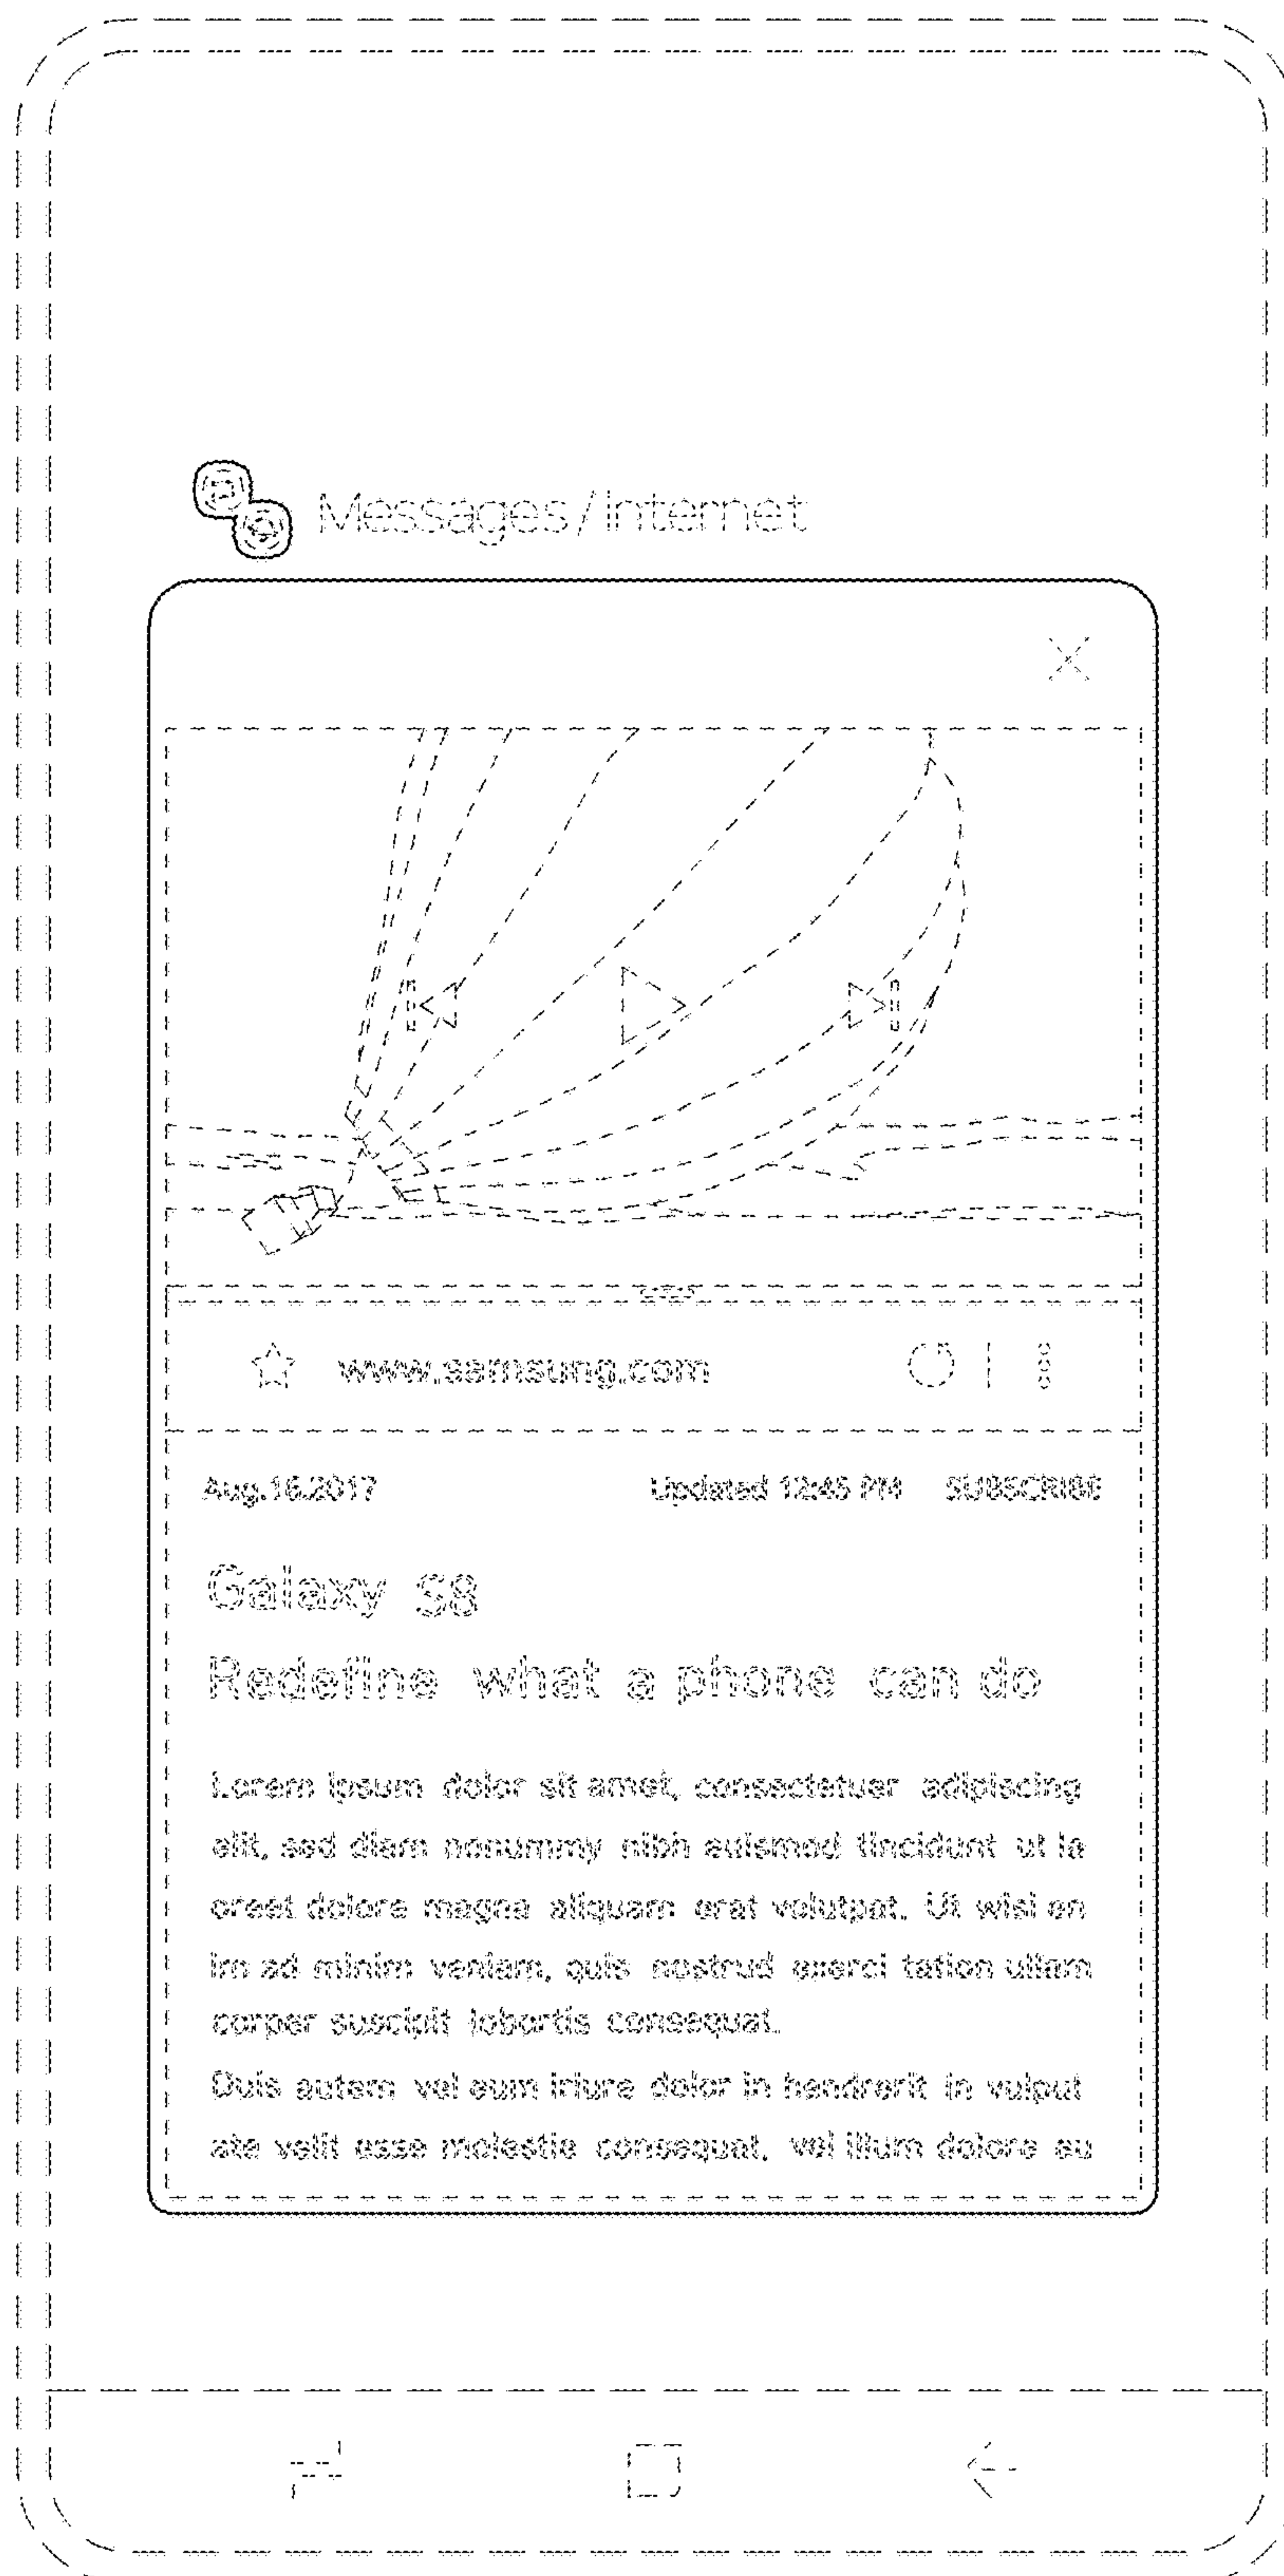 Messages/Internet
www.samsung.com
Aug.16.2017 Updated 12:45 PM SUBSCRIBE
Galaxy S8
Redefine what a phone can do
Lorem ipsum dolor sit amet, consectetuer adipiscing
elit, sed diam nonummy nibh euismod tincidunt ut la
oreet dolore magna aliquam erat volutpat. Ut wisi en
im ad minim veniam, quis nostrud exerci tation ullam
corper suscipit lobortis consequat.
Duis autem vel eum iriure dolor in hendrerit in vulput
ate velit esse molestie consequat, vel illum dolore eu